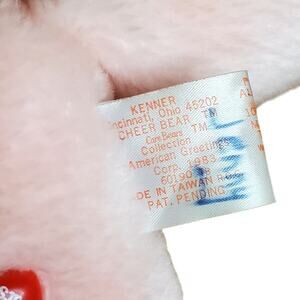 KENNER
Cincinnati, Ohio 45202
CHEER BEAR TM
Care Bears TM
Collection
American Greetings
Corp. 1983
60190
DE IN TAIWAN R.O.C.
PAT. PENDING